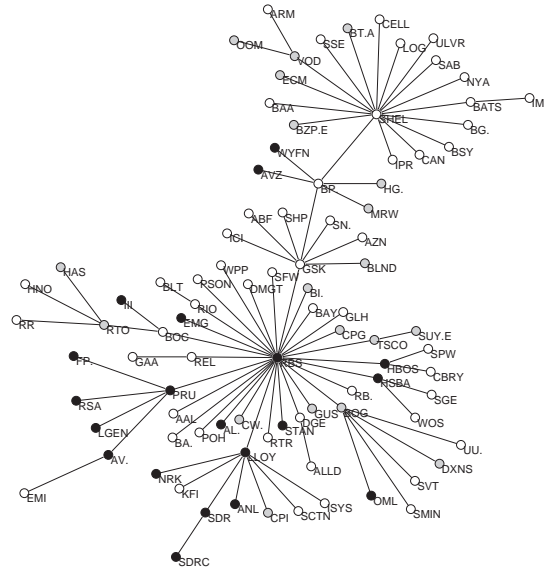 ARM
OOM
VOD
SSE
BT.A
CELL
LOG
ULVR
SAB
ECM
NYA
BAA
BATS
IM
SHEL
BZP.E
BG.
BSY
CAN
IPR
WYFN
AVZ
BP.
HG.
MRW
ABF
SHP
SN.
ICI
AZN
GSK
BLND
HAS
HNO
BLT
PSON
WPP
DMGT
SFW
BI.
III
RIO
EMG
BAY
GLH
RR
RTO
BOC
CPG
TSCO
SUY.E
FP.
GAA
REL
RBS
SPW
HBOS
CBRY
HSBA
PRU
RB.
SGE
RSA
AAL
GUS
BOG
WOS
LGEN
BA.
POH
AL.
CW.
RTR
STAN
DGE
AV.
LLOY
ALLD
UU.
DXNS
EMI
NRK
KFI
SVT
SDR
ANL
CPI
SCTN
SYS
OML
SMIN
SDRC